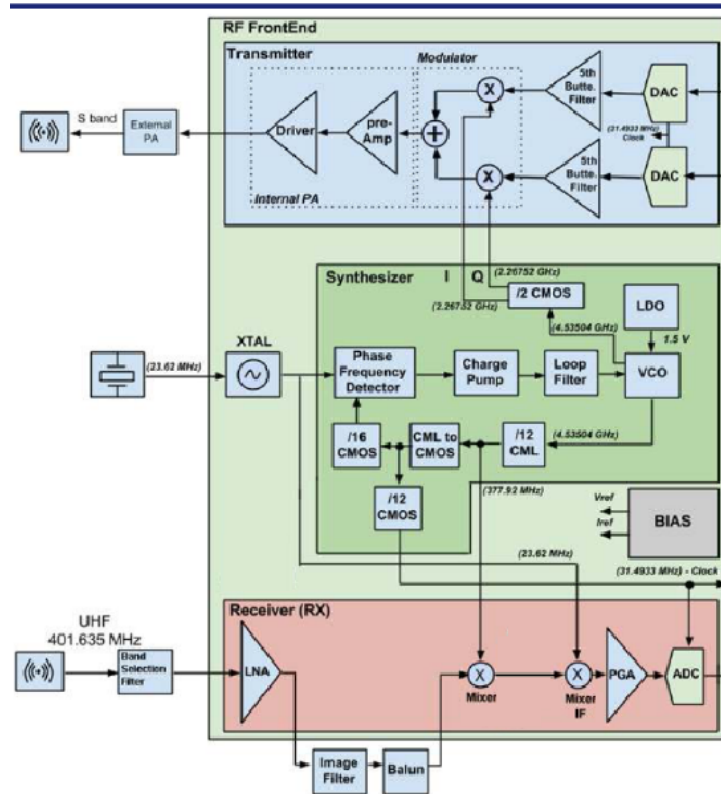 RF FrontEnd
Transmitter
Modulator
S band
External
PA
Driver
pre-
Amp
Internal PA
X
+
X
5th
Butte.
Filter
5th
Butte.
Filter
DAC
(31.4933 MHz)
Clock
DAC
Synthesizer
I
Q
(2.26752 GHz)
(2.26752 GHz)
/2 CMOS
(4.53504 GHz)
LDO
1.5 V
XTAL
(23.62 MHz)
Phase
Frequency
Detector
Charge
Pump
Loop
Filter
VCO
/16
CMOS
CML to
CMOS
/12
CML
(4.53504 GHz)
(377.92 MHz)
/12
CMOS
Vref
Iref
BIAS
(23.62 MHz)
(31.4933 MHz) - Clock
Receiver (RX)
UHF
401.635 MHz
Band
Selection
Filter
LNA
X
Mixer
X
Mixer
IF
PGA
ADC
Image
Filter
Balun